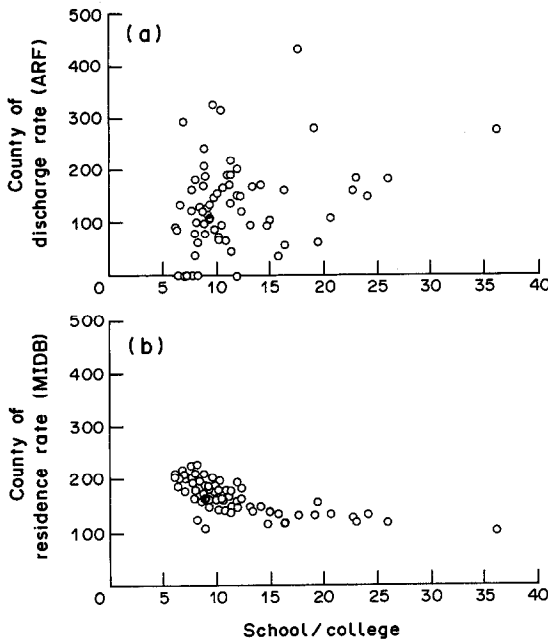 (a)
County of
discharge rate (ARF)
500
400
300
200
100
0
0 5 10 15 20 25 30 35 40
(b)
County of
residence rate (MIDB)
500
400
300
200
100
0 5 10 15 20 25 30 35 40
School/college